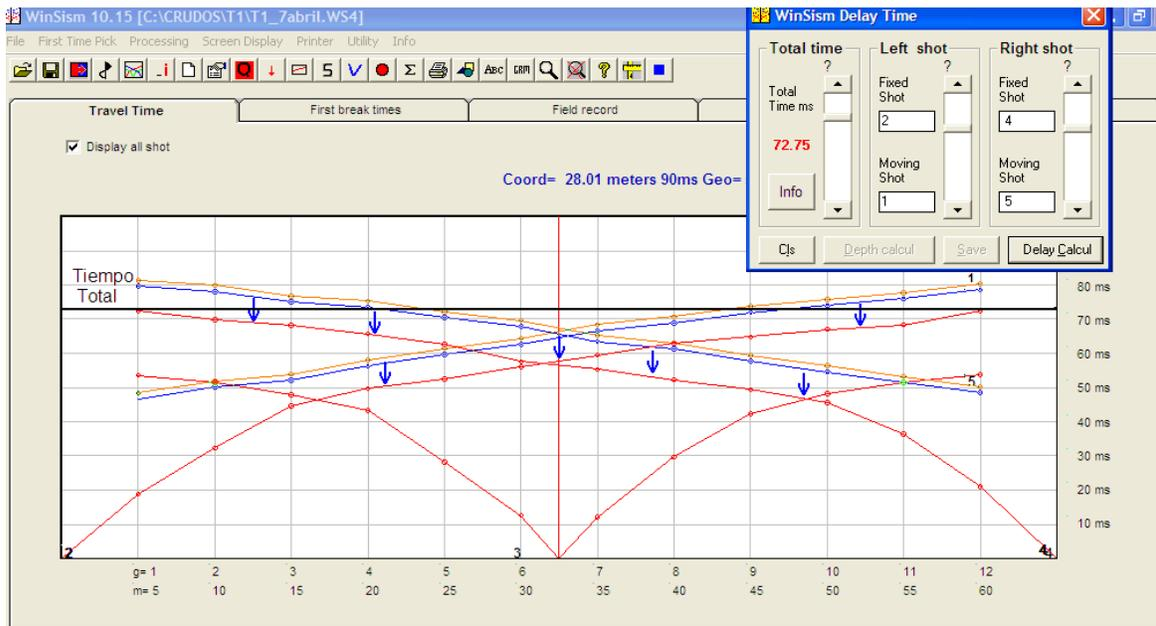 WinSism 10.15 [C:\CRUDOS\T1\T1_7abril.WS4]
File First Time Pick Processing Screen Display Printer Utility Info
ABC GRM
Travel Time First break times Field record
Display all shot
Coord= 28.01 meters 90ms Geo=
WinSism Delay Time
Total time Left shot Right shot
? ? ?
Total Time ms
72.75
Info
Fixed Shot
2
Moving Shot
1
Fixed Shot
4
Moving Shot
5
Cls Depth calcul Save Delay Calcul
Tiempo
Total
1
80 ms
70 ms
60 ms
50 ms
5
40 ms
30 ms
20 ms
10 ms
2 3 4
g= 1 2 3 4 5 6 7 8 9 10 11 12
m= 5 10 15 20 25 30 35 40 45 50 55 60